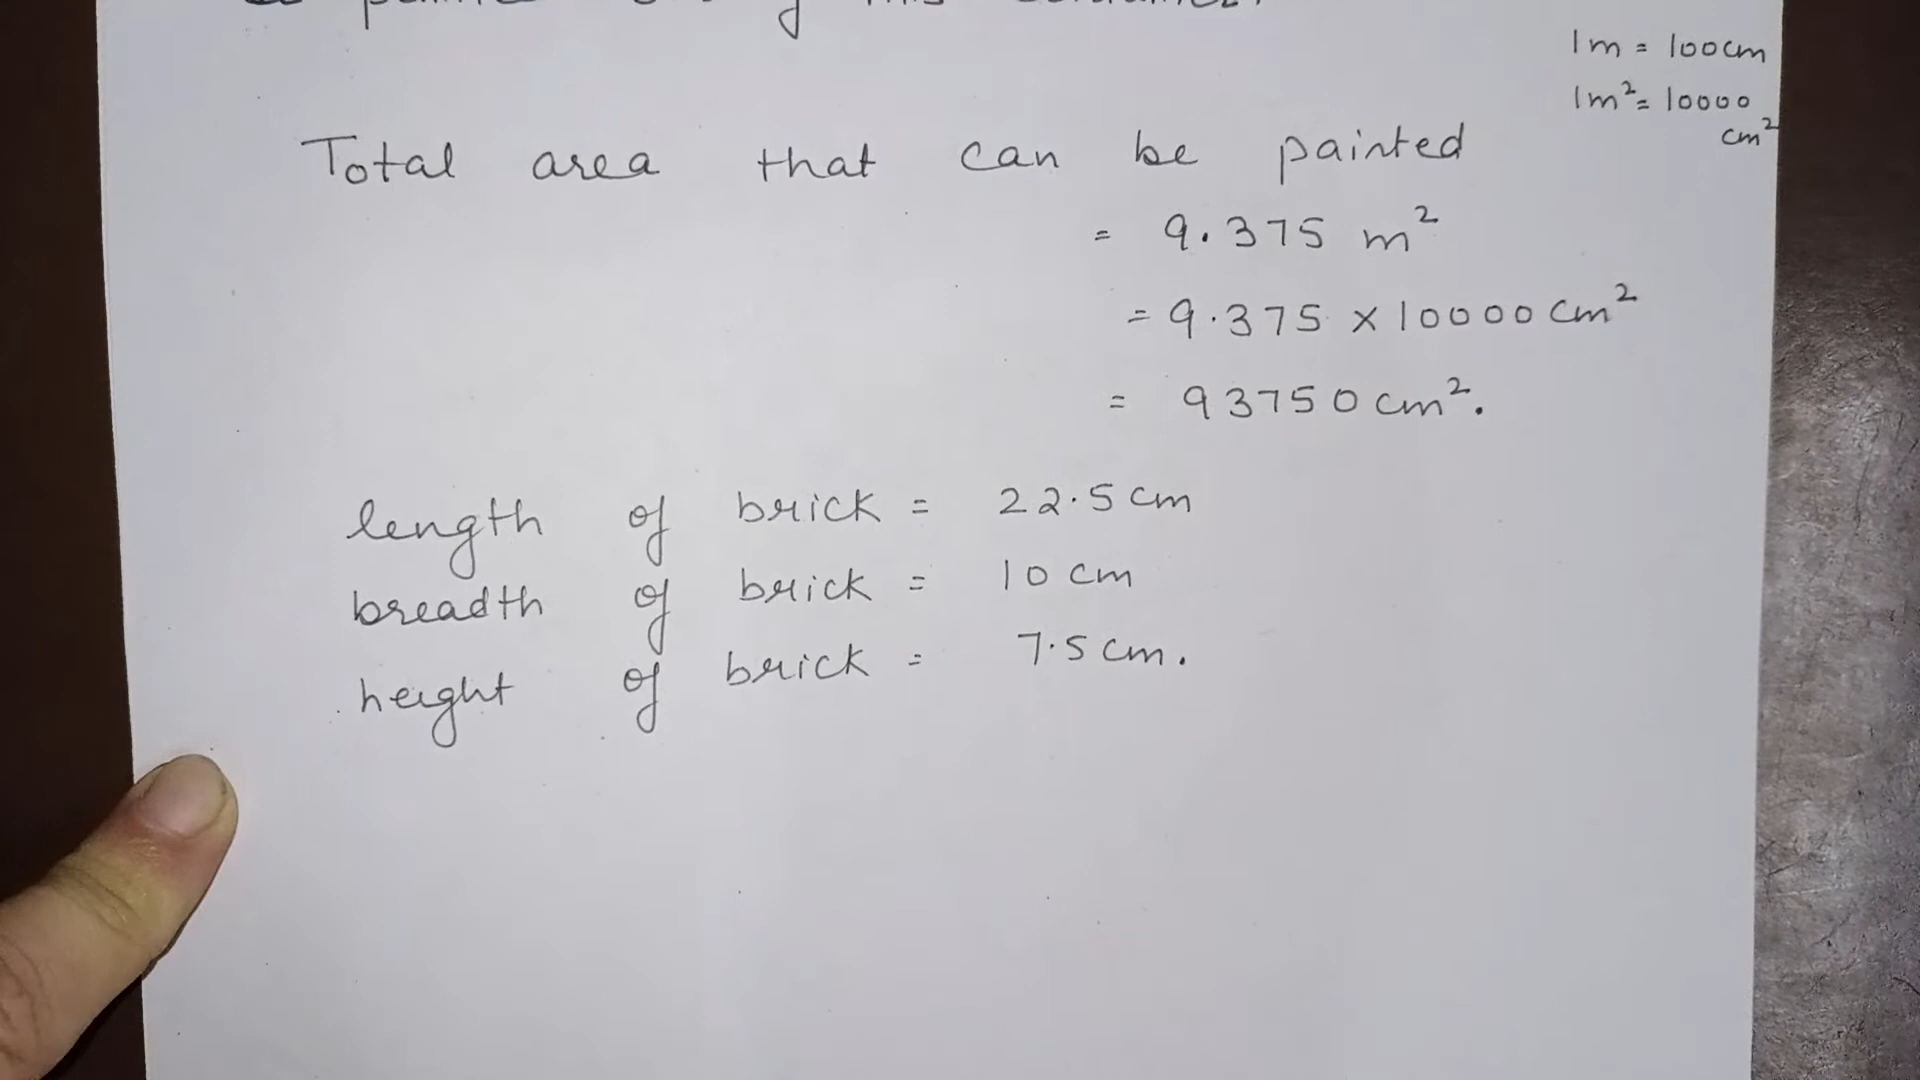 1m = 100cm
1m²= 10000
cm²
Total area that can be painted
= 9.375 m²
= 9.375 x 10000 cm²
= 93750 cm².
length of brick = 22.5 cm
breadth of brick = 10 cm
height of brick = 7.5 cm.